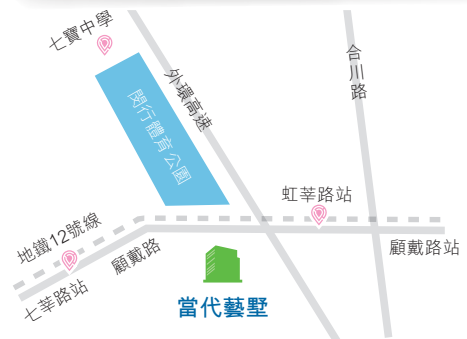 七寶中學
外環高速
合川路
閔行體育公園
虹莘路站
地鐵12號線
顧戴路
顧戴路站
七莘路站
當代藝墅